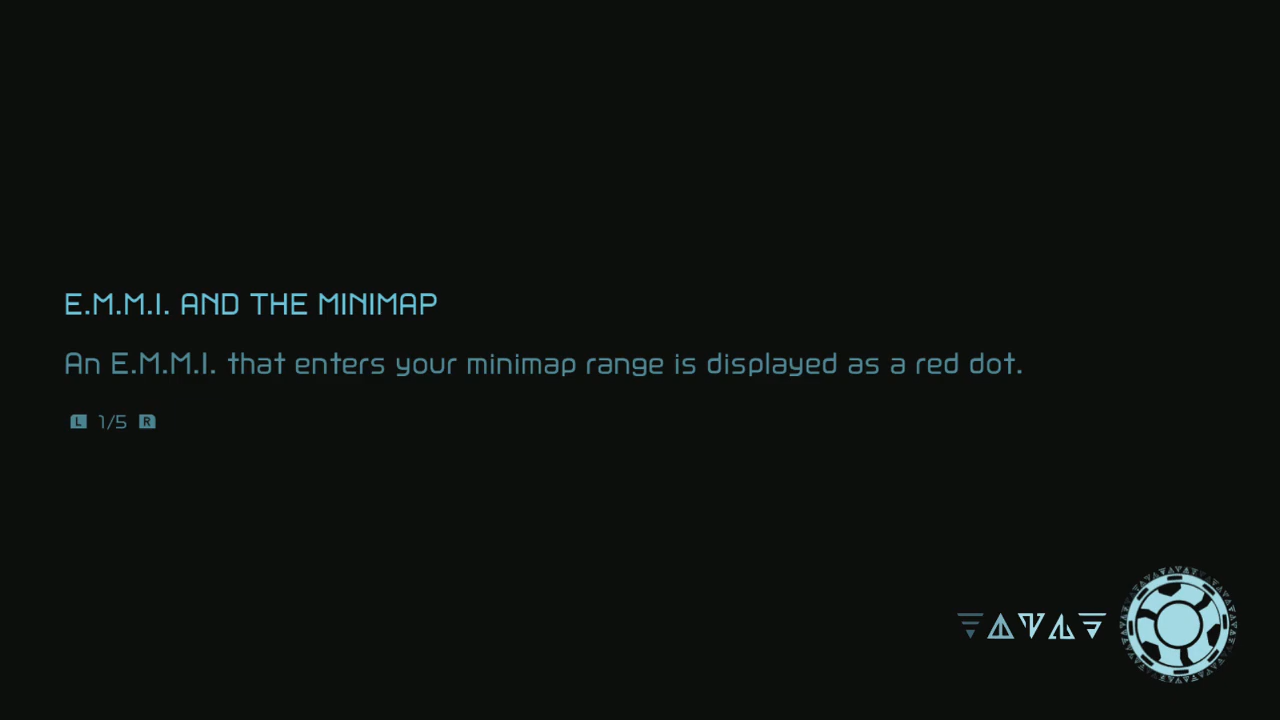 E.M.M.I. AND THE MINIMAP
An E.M.M.I. that enters your minimap range is displayed as a red dot.
L 1/5 R